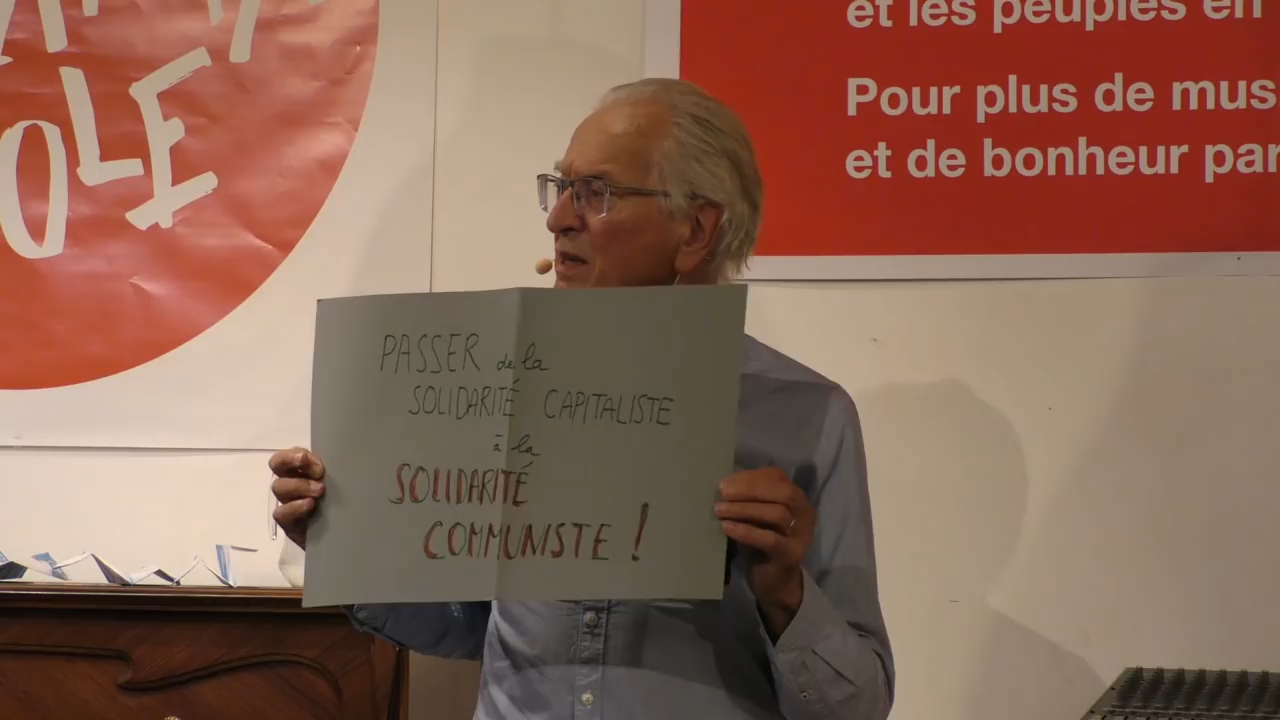 OLE
et les peuples en
Pour plus de mus
et de bonheur par
PASSER de la
SOLIDARITÉ CAPITALISTE
à la
SOLIDARITÉ
COMMUNISTE !